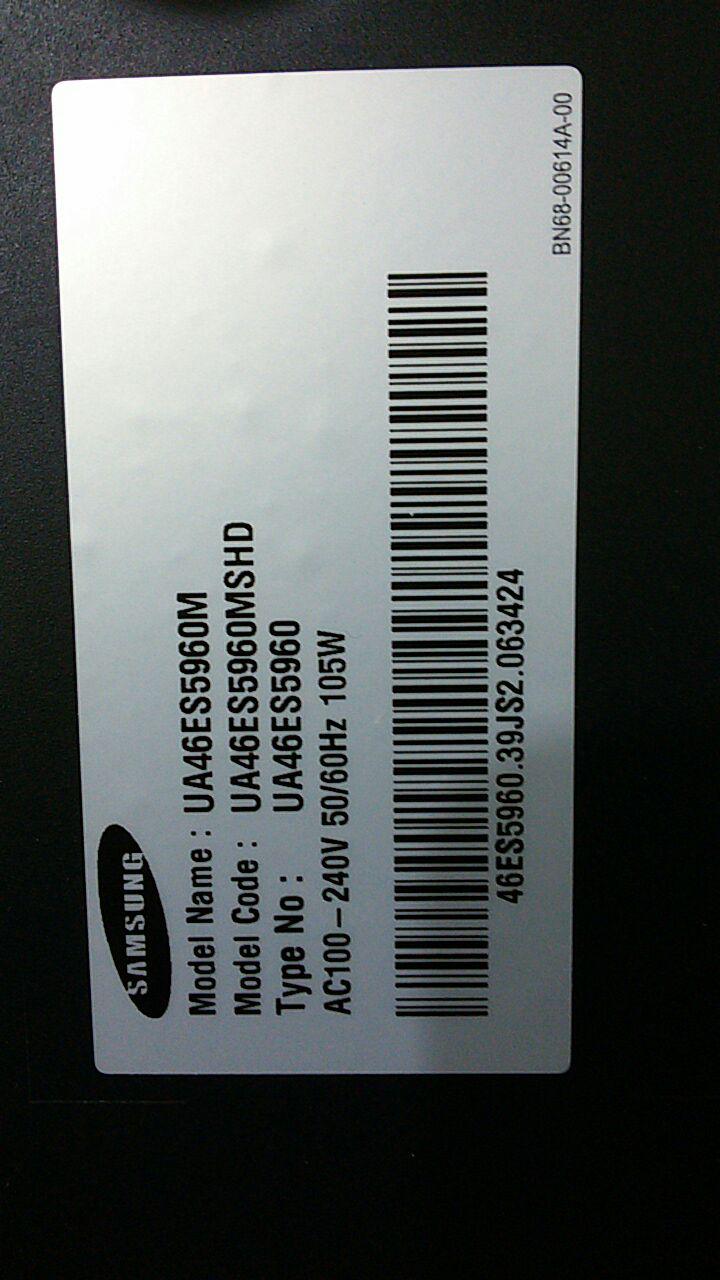 SAMSUNG
Model Name : UA46ES5960M
Model Code : UA46ES5960MSHD
Type No : UA46ES5960
AC100-240V 50/60Hz 105W
46ES5960.39JS2.063424
BN68-00614A-00